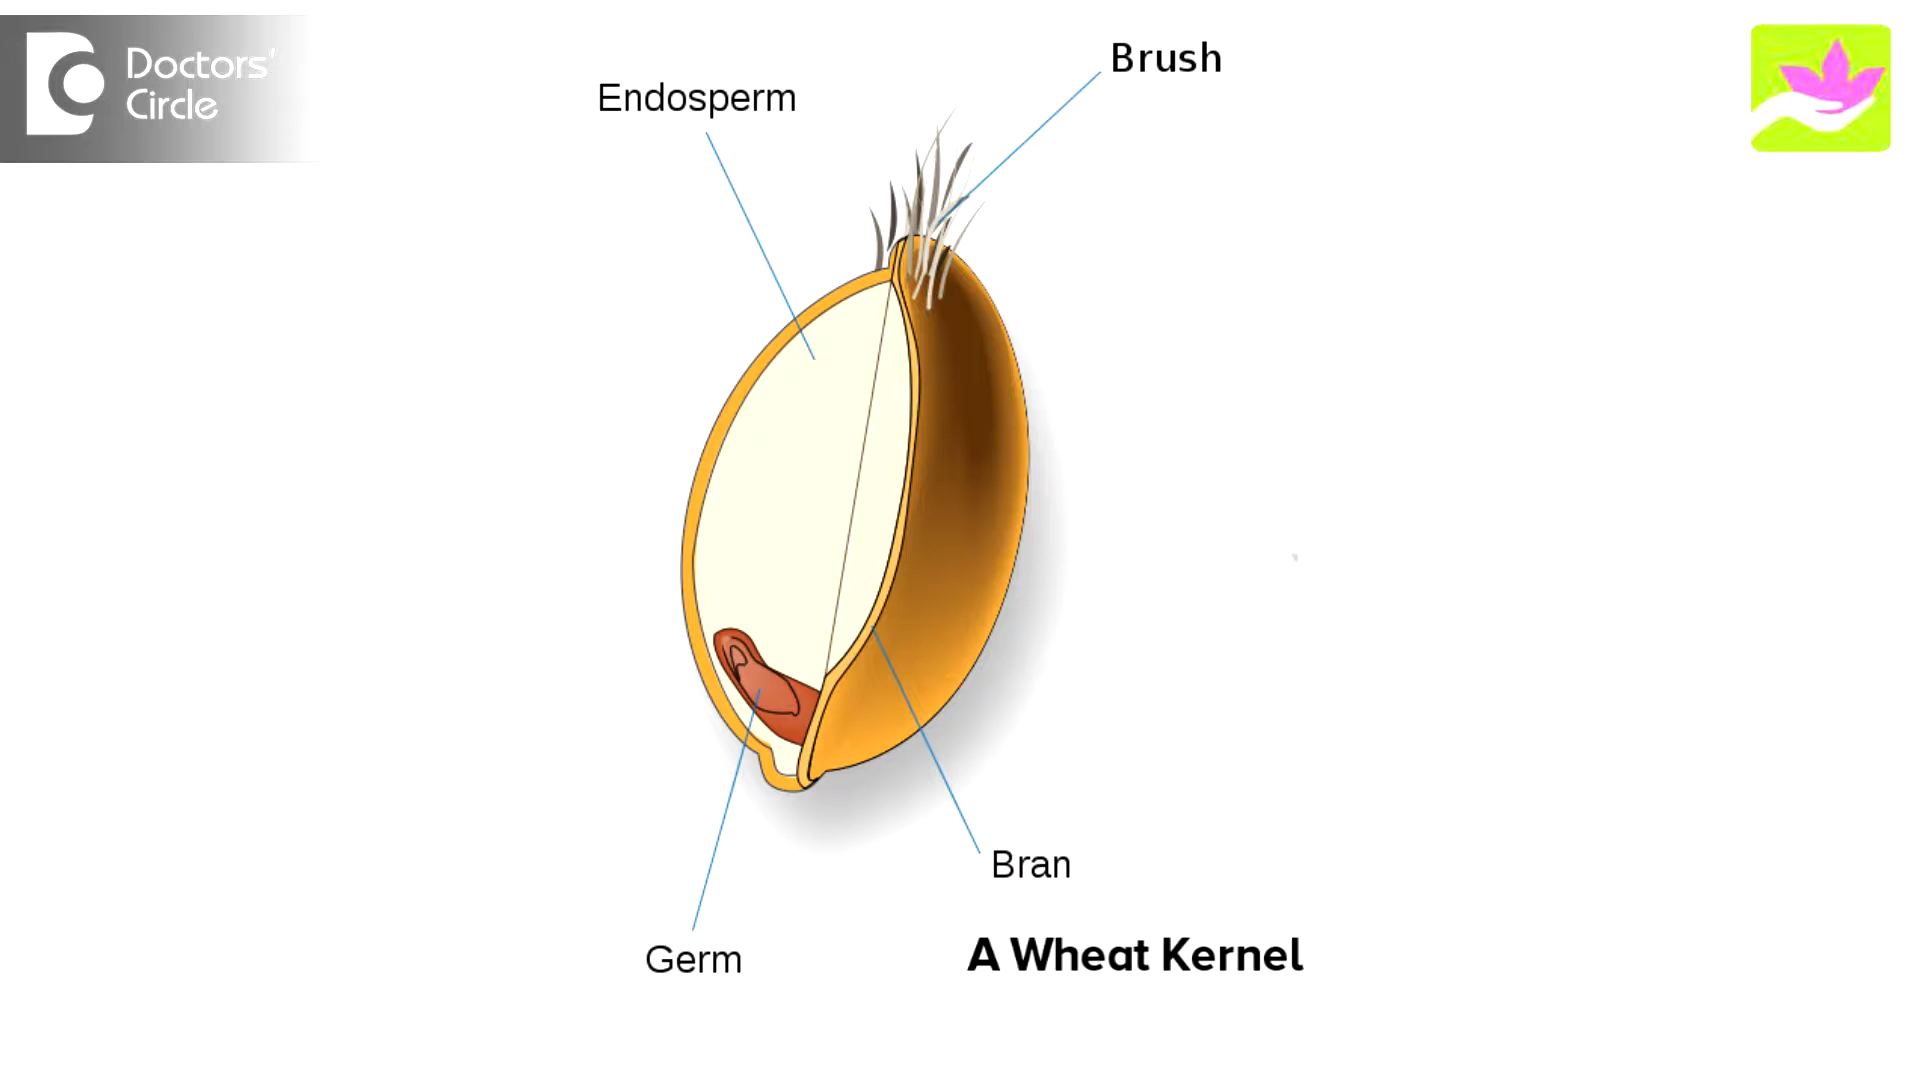 Doctors'
Circle
Brush
Endosperm
Bran
Germ
A Wheat Kernel